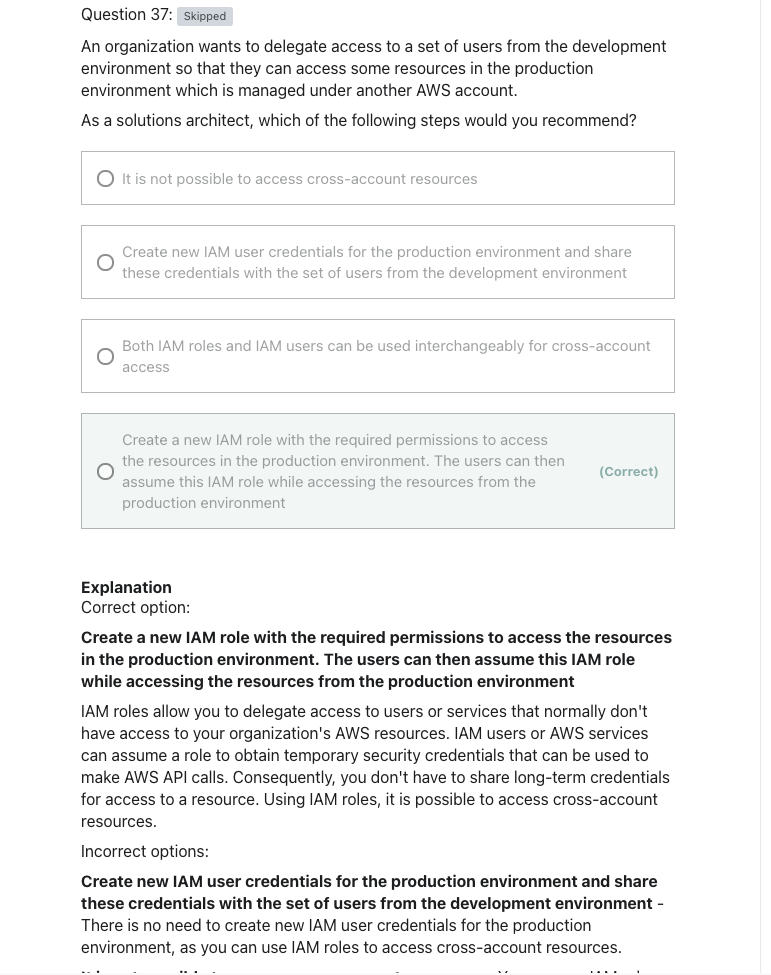 Question 37: Skipped
An organization wants to delegate access to a set of users from the development
environment so that they can access some resources in the production
environment which is managed under another AWS account.
As a solutions architect, which of the following steps would you recommend?
It is not possible to access cross-account resources
Create new IAM user credentials for the production environment and share
these credentials with the set of users from the development environment
Both IAM roles and IAM users can be used interchangeably for cross-account
access
Create a new IAM role with the required permissions to access
the resources in the production environment. The users can then
assume this IAM role while accessing the resources from the
production environment
(Correct)
Explanation
Correct option:
Create a new IAM role with the required permissions to access the resources
in the production environment. The users can then assume this IAM role
while accessing the resources from the production environment
IAM roles allow you to delegate access to users or services that normally don't
have access to your organization's AWS resources. IAM users or AWS services
can assume a role to obtain temporary security credentials that can be used to
make AWS API calls. Consequently, you don't have to share long-term credentials
for access to a resource. Using IAM roles, it is possible to access cross-account
resources.
Incorrect options:
Create new IAM user credentials for the production environment and share
these credentials with the set of users from the development environment -
There is no need to create new IAM user credentials for the production
environment, as you can use IAM roles to access cross-account resources.